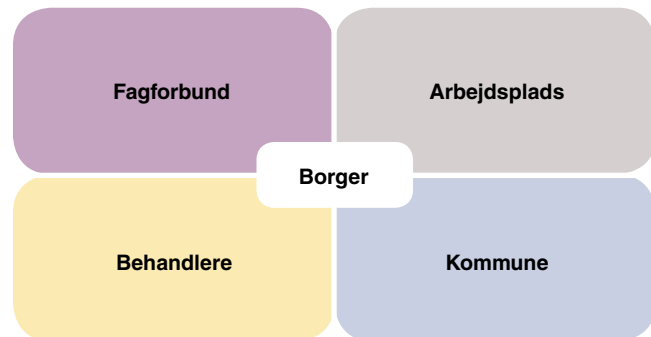 Fagforbund
Arbejdsplads
Borger
Behandlere
Kommune